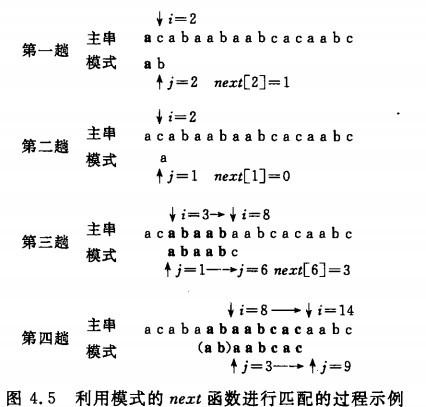 ↓ i=2
第一趟 主串 a c a b a a b a a b c a c a a b c
模式 a b
↑ j=2 next[2]=1
↓ i=2
第二趟 主串 a c a b a a b a a b c a c a a b c
模式 a
↑ j=1 next[1]=0
↓ i=3→↓ i=8
第三趟 主串 a c a b a a b a a b c a c a a b c
模式 a b a a b c
↑ j=1—→j=6 next[6]=3
↓ i=8 —→ ↓ i=14
第四趟 主串 a c a b a a b a a b c a c a a b c
模式 (a b)a a b c a c
↑ j=3—→↑ j=9
图 4.5 利用模式的 next 函数进行匹配的过程示例